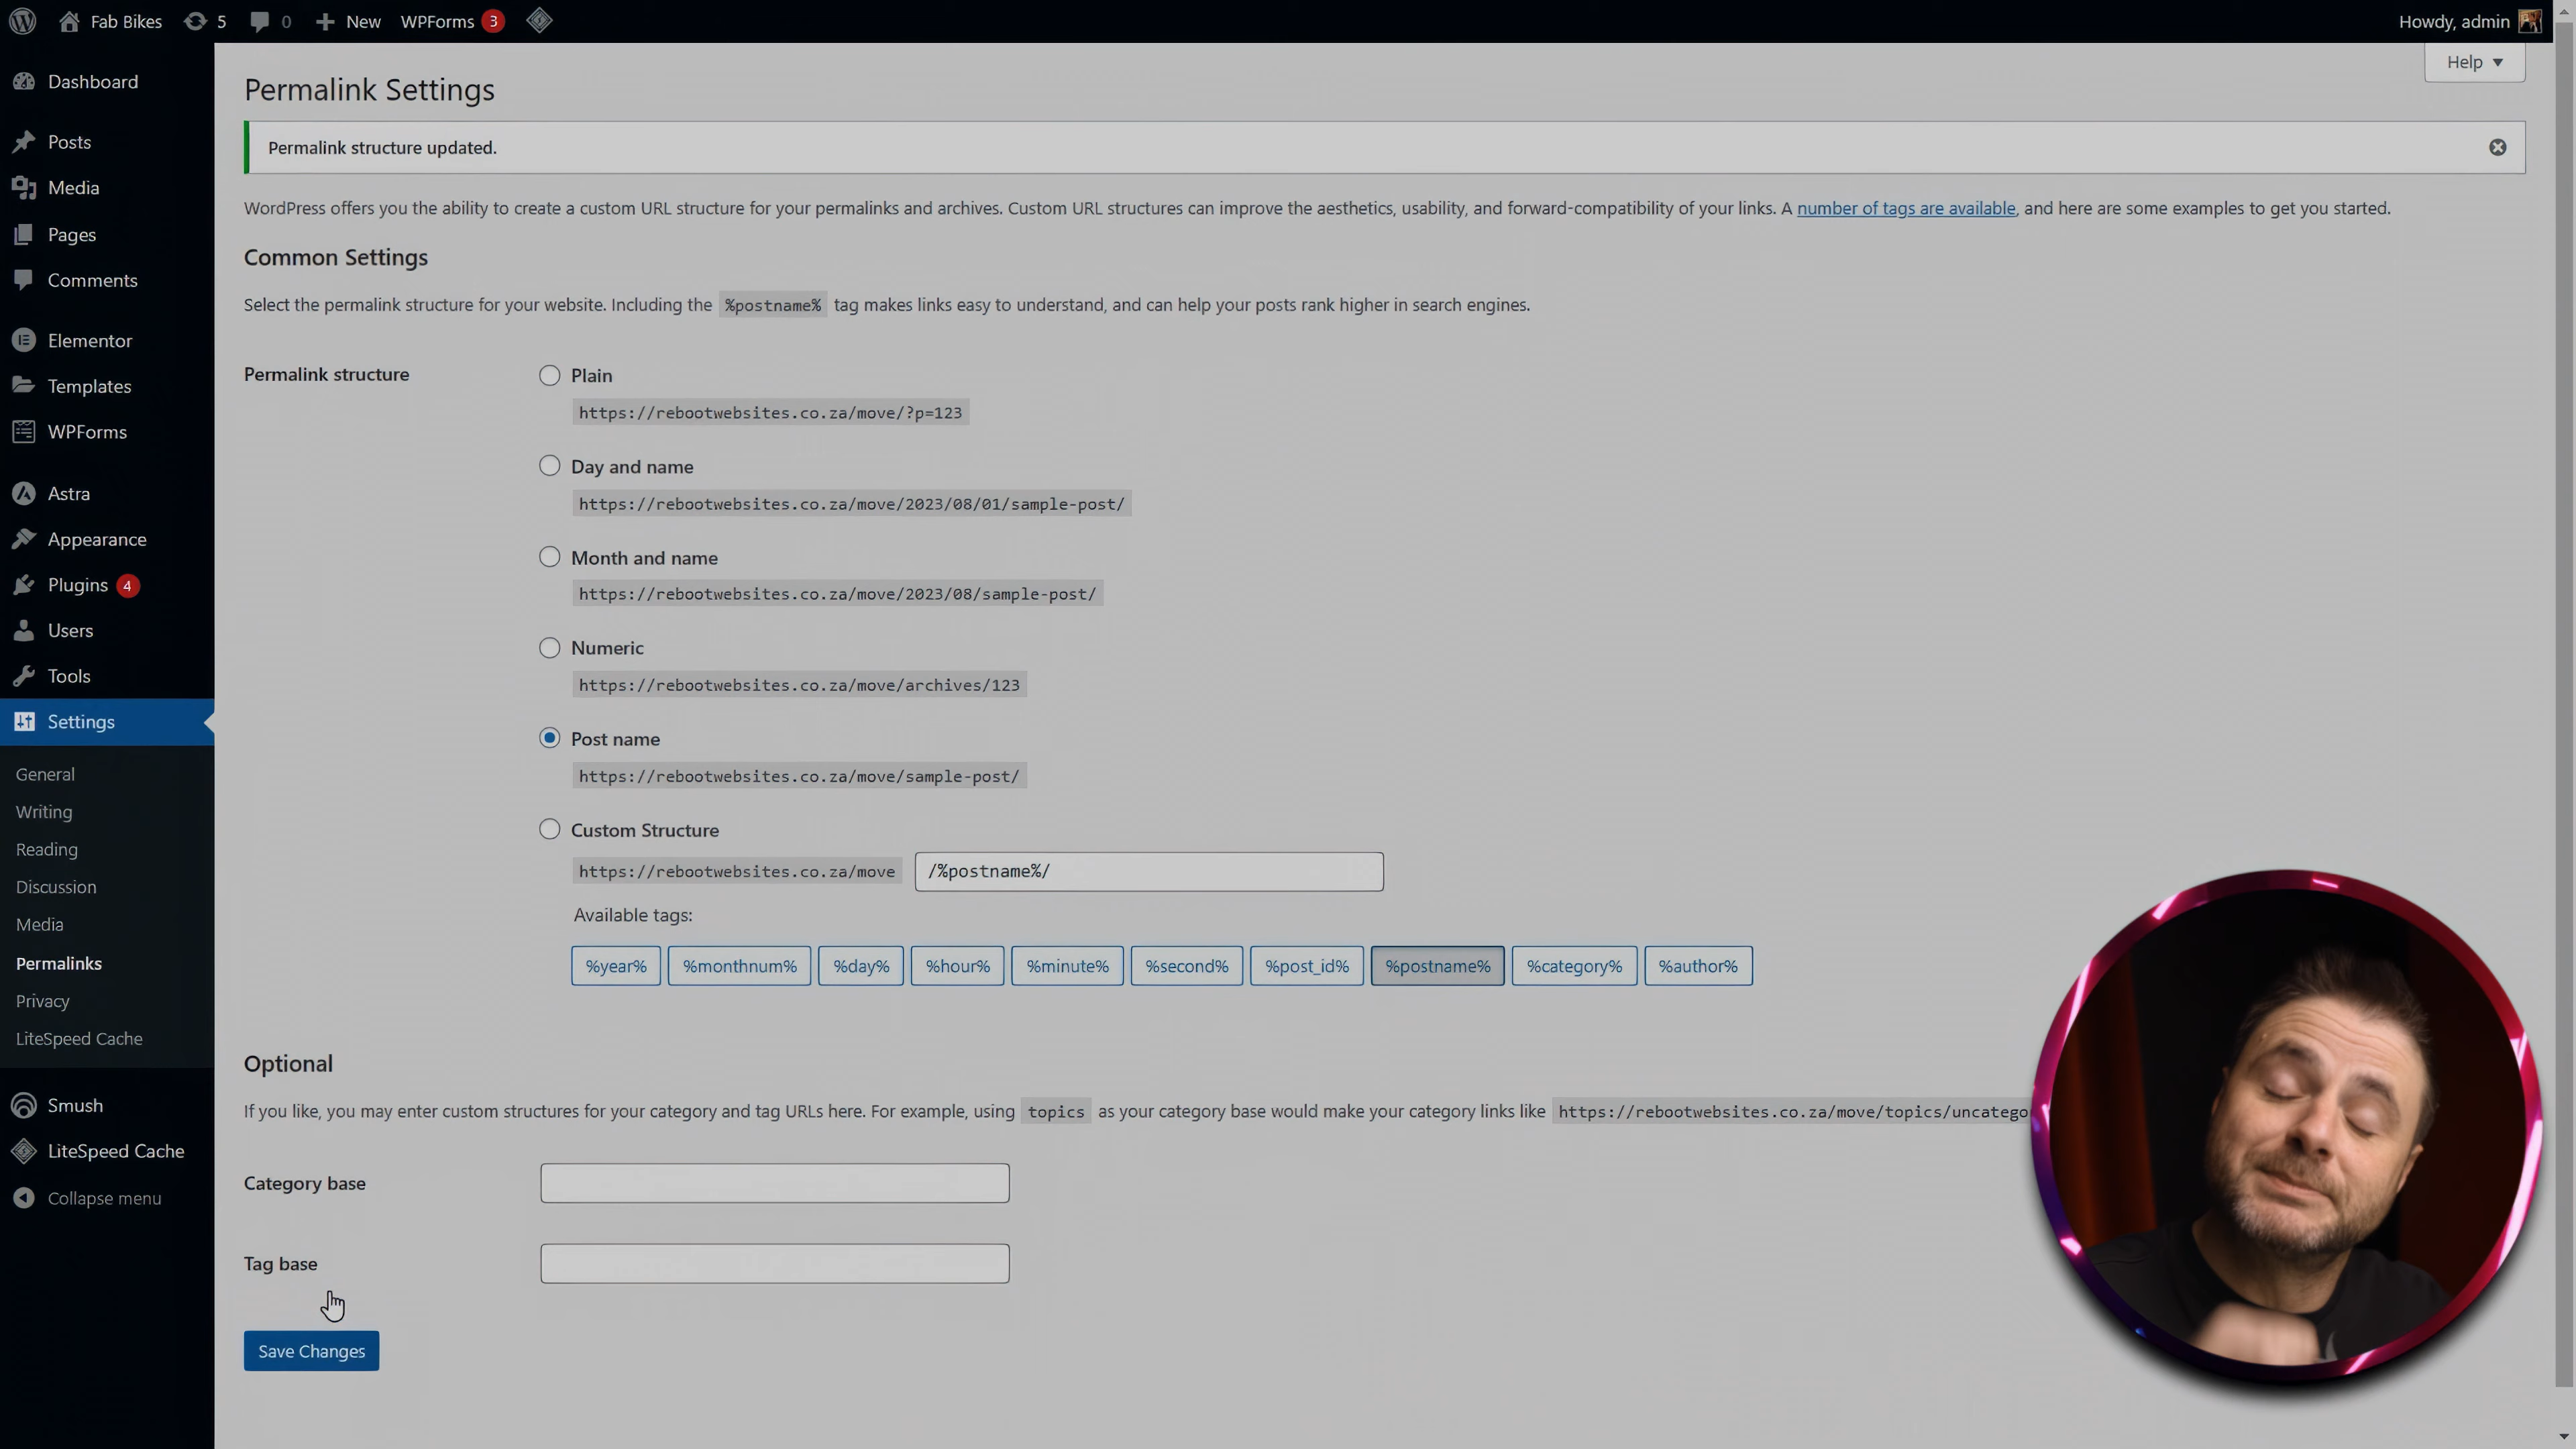 Fab Bikes 5 0 New WPForms 3 Howdy, admin
Help
Dashboard
Posts
Media
Pages
Comments
Elementor
Templates
WPForms
Astra
Appearance
Plugins 4
Users
Tools
Settings
General
Writing
Reading
Discussion
Media
Permalinks
Privacy
LiteSpeed Cache
Smush
LiteSpeed Cache
Collapse menu
Permalink Settings
Permalink structure updated.
WordPress offers you the ability to create a custom URL structure for your permalinks and archives. Custom URL structures can improve the aesthetics, usability, and forward-compatibility of your links. A number of tags are available, and here are some examples to get you started.
Common Settings
Select the permalink structure for your website. Including the %postname% tag makes links easy to understand, and can help your posts rank higher in search engines.
Permalink structure
Plain
https://rebootwebsites.co.za/move/?p=123
Day and name
https://rebootwebsites.co.za/move/2023/08/01/sample-post/
Month and name
https://rebootwebsites.co.za/move/2023/08/sample-post/
Numeric
https://rebootwebsites.co.za/move/archives/123
Post name
https://rebootwebsites.co.za/move/sample-post/
Custom Structure
https://rebootwebsites.co.za/move /%postname%/
Available tags:
%year% %monthnum% %day% %hour% %minute% %second% %post_id% %postname% %category% %author%
Optional
If you like, you may enter custom structures for your category and tag URLs here. For example, using topics as your category base would make your category links like https://rebootwebsites.co.za/move/topics/uncatego
Category base
Tag base
Save Changes